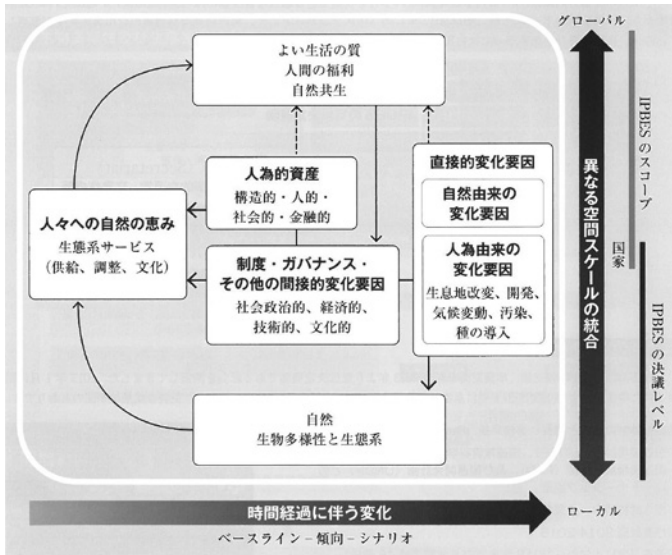 グローバル
よい生活の質
人間の福利
自然共生
人為的資産
構造的・人的・
社会的・金融的
直接的変化要因
自然由来の
変化要因
人々への自然の恵み
生態系サービス
(供給、調整、文化)
制度・ガバナンス・
その他の間接的変化要因
社会政治的、経済的、
技術的、文化的
人為由来の
変化要因
生息地改変、開発、
気候変動、汚染、
種の導入
自然
生物多様性と生態系
異なる空間スケールの統合
IPBESのスコープ
国家
IPBESの決議レベル
時間経過に伴う変化
ローカル
ベースライン–傾向–シナリオ